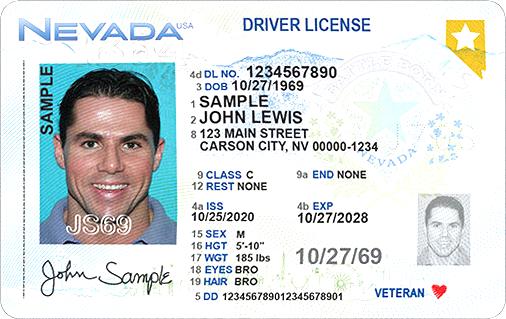 NEVADA USA DRIVER LICENSE
SAMPLE
4d DL NO. 1234567890
3 DOB 10/27/1969
1 SAMPLE
2 JOHN LEWIS
8 123 MAIN STREET
CARSON CITY, NV 00000-1234
NEVADA
9 CLASS C 9a END NONE
12 REST NONE
4a ISS 4b EXP
10/25/2020 10/27/2028
JS69
15 SEX M
16 HGT 5'-10"
17 WGT 185 lbs
10/27/69
18 EYES BRO
19 HAIR BRO
5 DD 12345678901234567890​1
John Sample
VETERAN